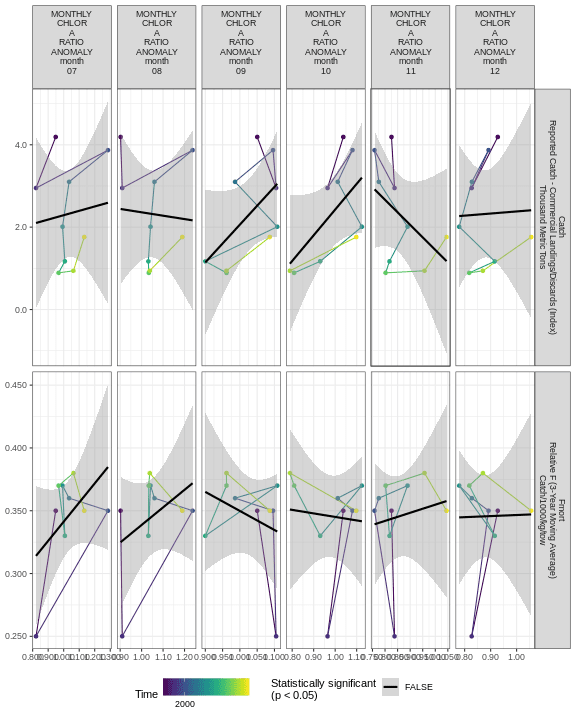 MONTHLY
CHLOR
A
RATIO
ANOMALY
month
07
MONTHLY
CHLOR
A
RATIO
ANOMALY
month
08
MONTHLY
CHLOR
A
RATIO
ANOMALY
month
09
MONTHLY
CHLOR
A
RATIO
ANOMALY
month
10
MONTHLY
CHLOR
A
RATIO
ANOMALY
month
11
MONTHLY
CHLOR
A
RATIO
ANOMALY
month
12
4.0
2.0
0.0
Catch
Reported Catch - Commercial Landings/Discards (Index)
Thousand Metric Tons
0.450
0.400
0.350
0.300
0.250
Fmort
Relative F (3-Year Moving Average)
Catch/1000/kg/tow
1.00 1.20
0.80 0.90 1.00 1.10
0.90 1.00
Time
2000
Statistically significant
(p < 0.05)
FALSE